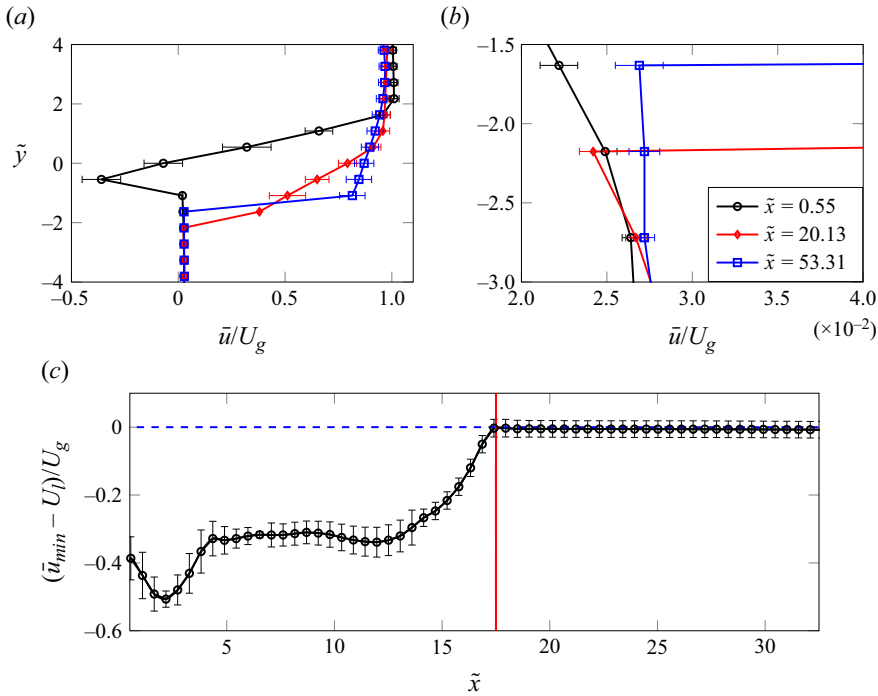 (a)
4
2
0
−2
−4
ỹ
−0.5
0
0.5
1.0
ū/U_g
(b)
−1.5
−2.0
−2.5
−3.0
x̃ = 0.55
x̃ = 20.13
x̃ = 53.31
2.0
2.5
3.0
3.5
4.0
(×10⁻²)
ū/U_g
(c)
0
−0.2
−0.4
−0.6
(ū_min − U_l)/U_g
5
10
15
20
25
30
x̃